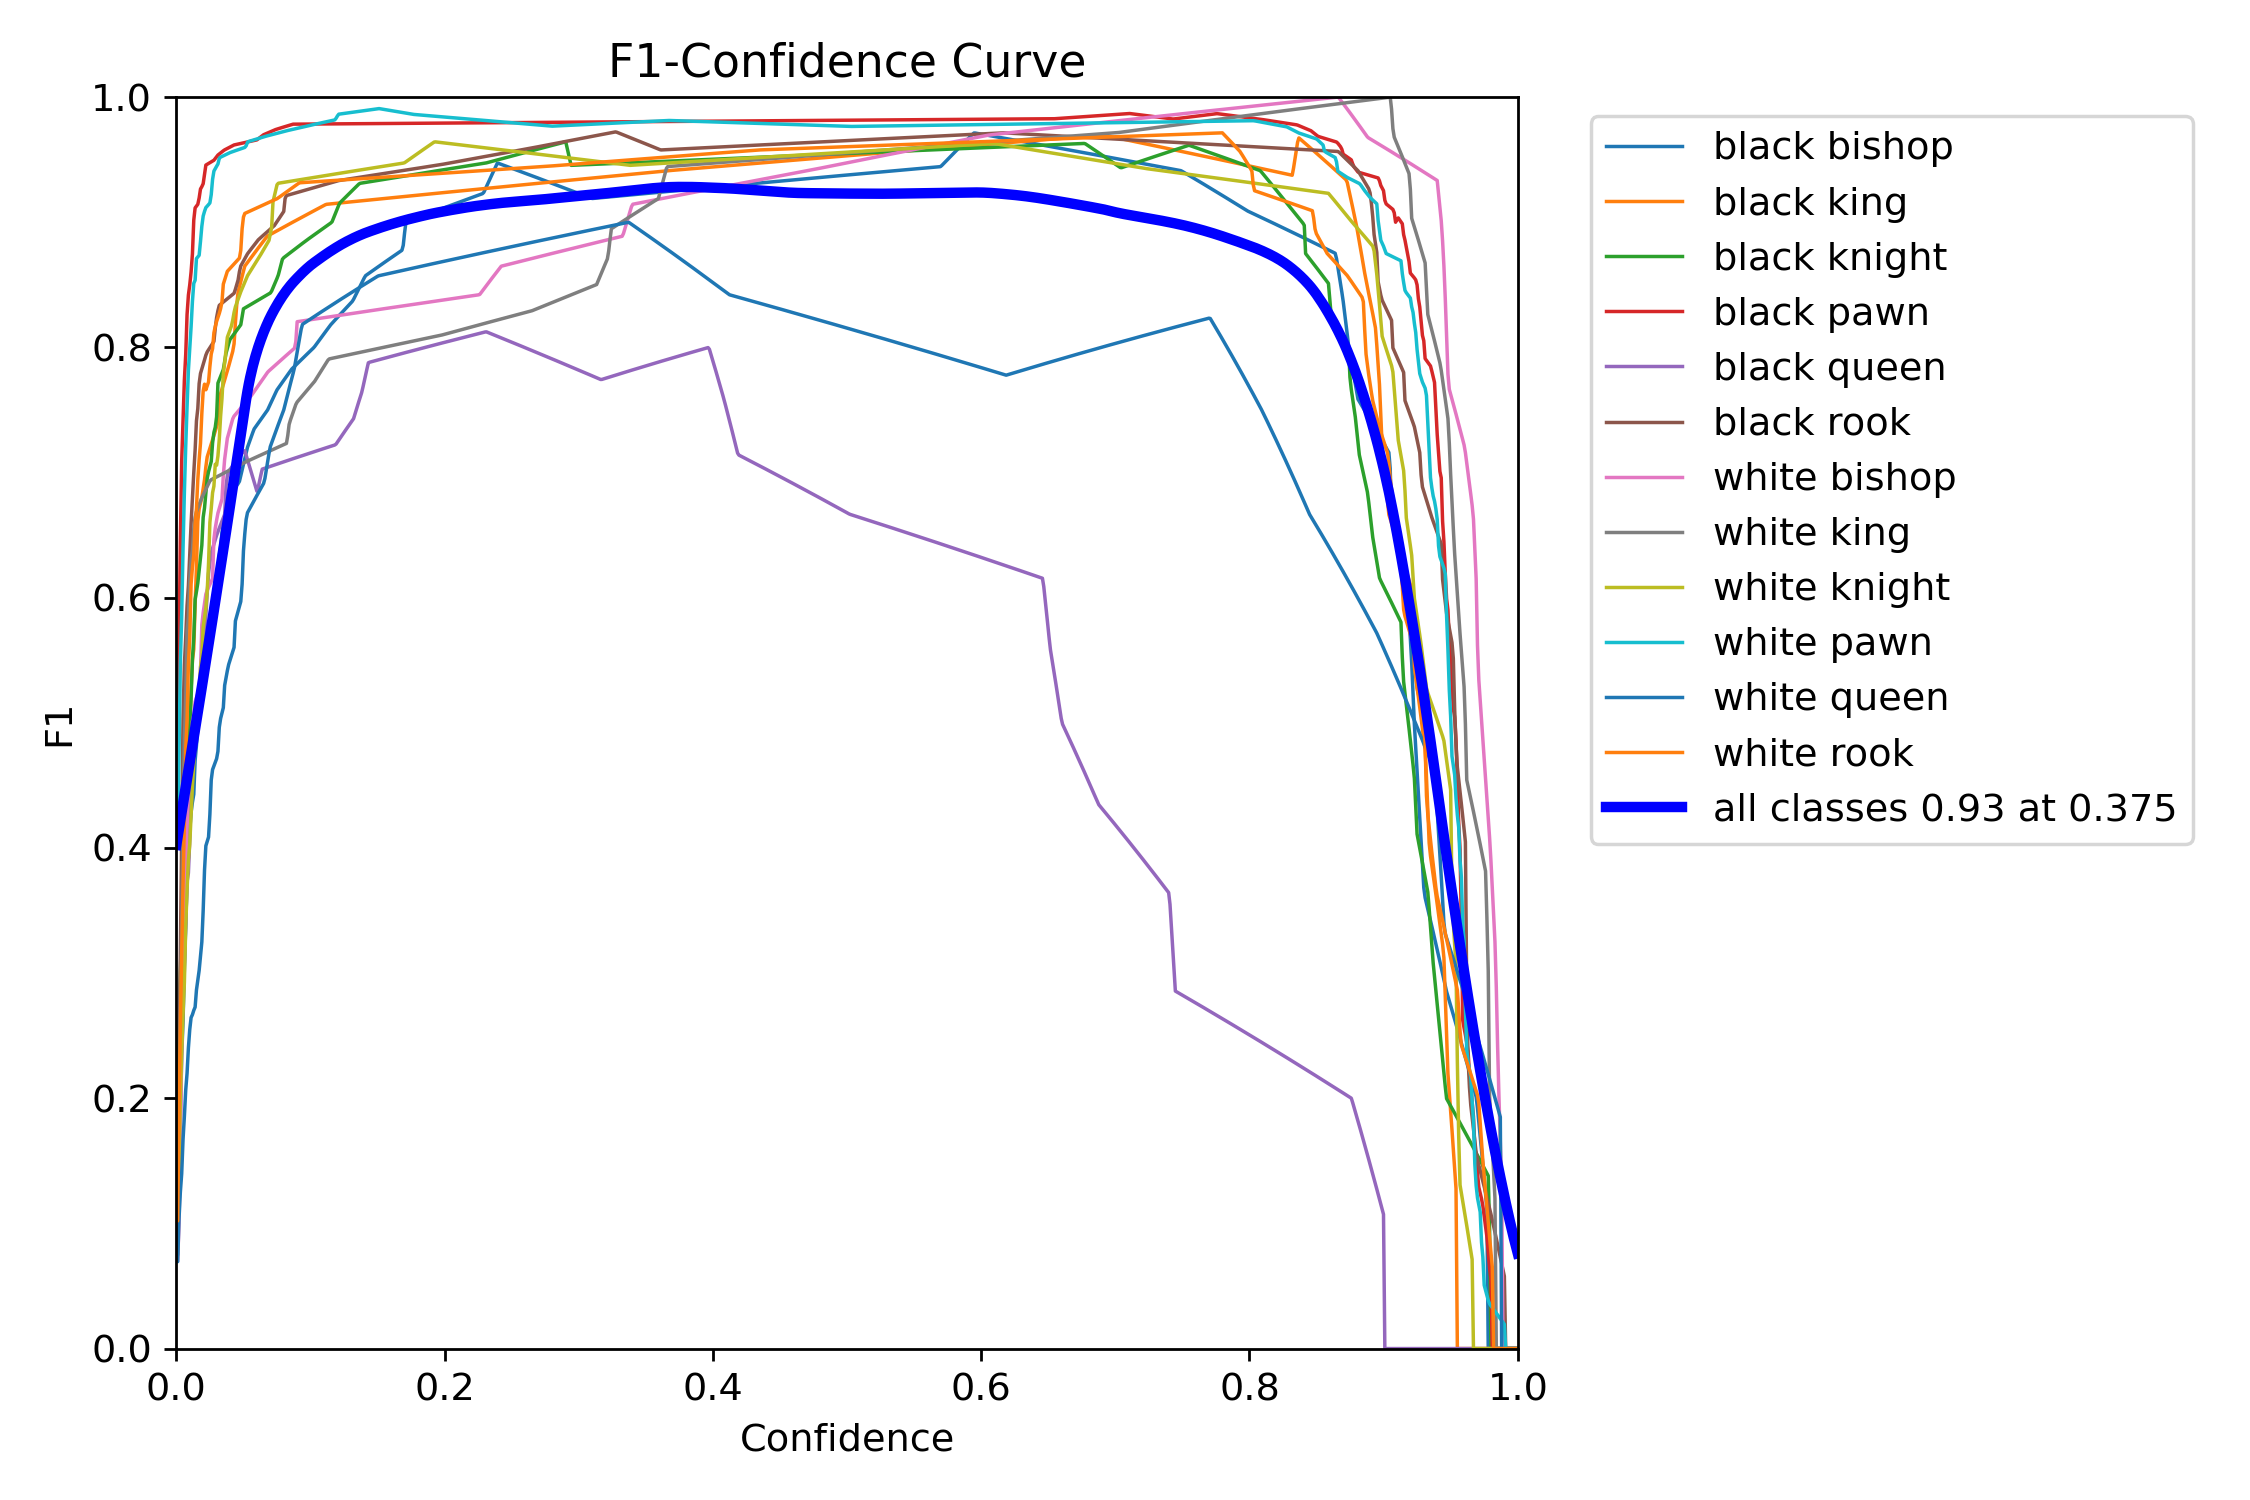 F1-Confidence Curve
1.0
0.8
0.6
0.4
0.2
0.0
F1
0.0 0.2 0.4 0.6 0.8 1.0
Confidence
black bishop
black king
black knight
black pawn
black queen
black rook
white bishop
white king
white knight
white pawn
white queen
white rook
all classes 0.93 at 0.375